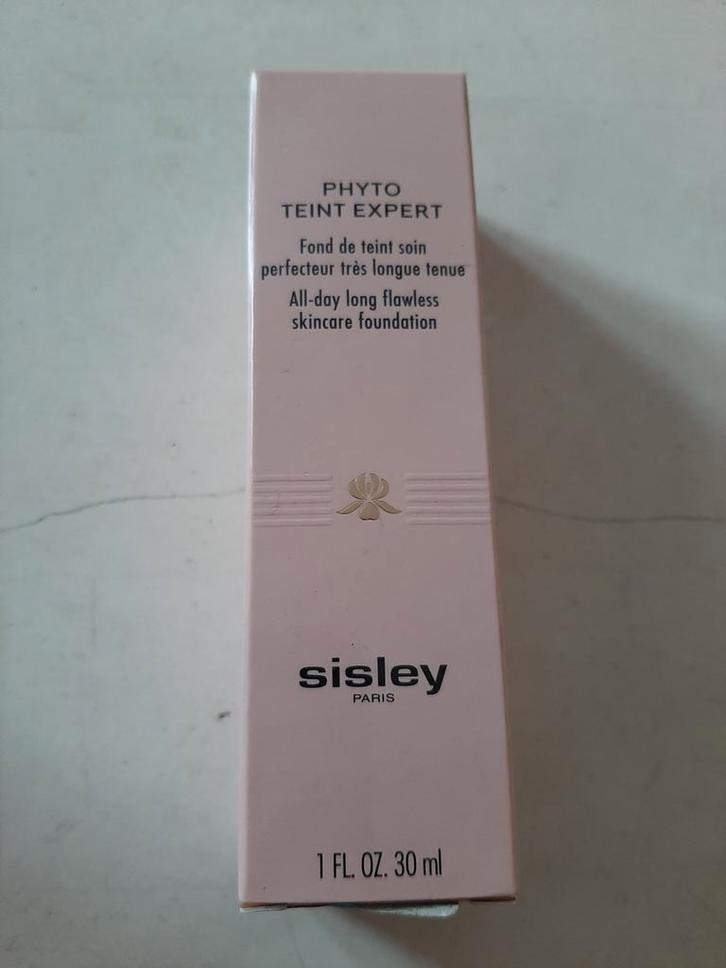 PHYTO
TEINT EXPERT
Fond de teint soin
perfecteur très longue tenue
All-day long flawless
skincare foundation
sisley
PARIS
1 FL. OZ. 30 ml